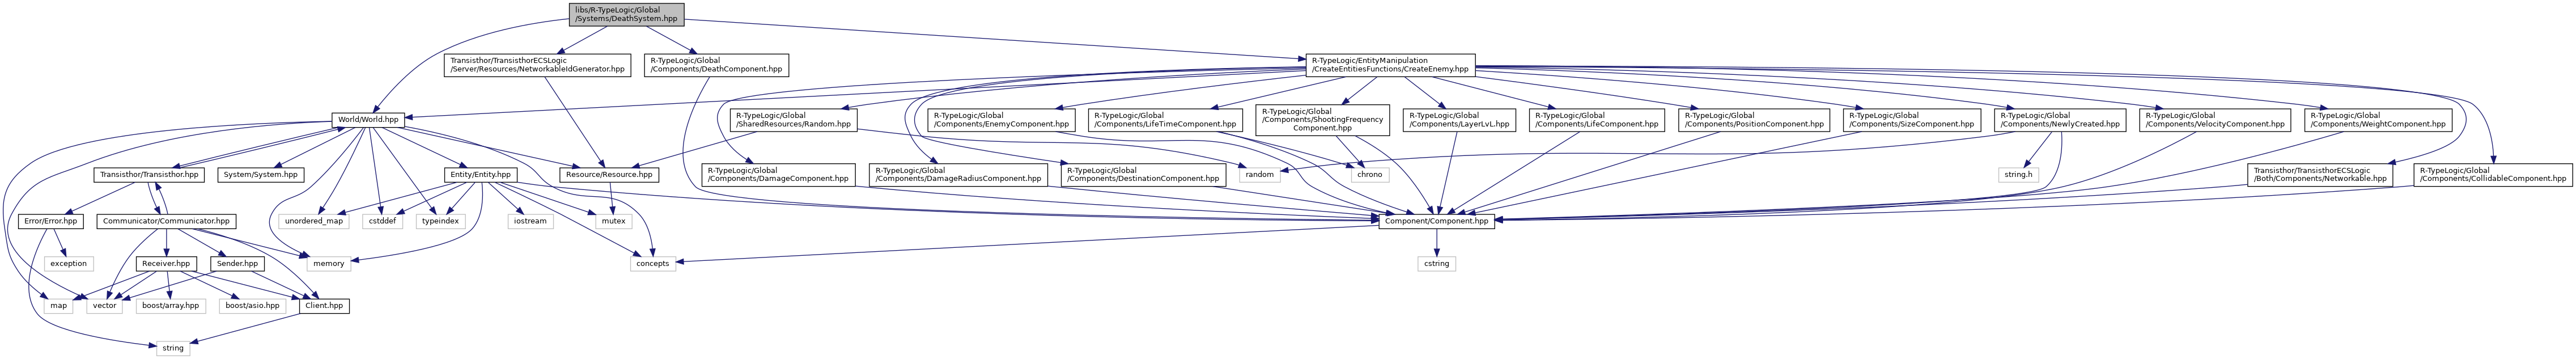 libs/R-TypeLogic/Global
/Systems/DeathSystem.hpp
Transisthor/TransisthorECSLogic
/Server/Resources/NetworkableIdGenerator.hpp
R-TypeLogic/Global
/Components/DeathComponent.hpp
R-TypeLogic/EntityManipulation
/CreateEntitiesFunctions/CreateEnemy.hpp
World/World.hpp
R-TypeLogic/Global
/SharedResources/Random.hpp
R-TypeLogic/Global
/Components/EnemyComponent.hpp
R-TypeLogic/Global
/Components/LifeTimeComponent.hpp
R-TypeLogic/Global
/Components/ShootingFrequency
Component.hpp
R-TypeLogic/Global
/Components/LayerLvL.hpp
R-TypeLogic/Global
/Components/LifeComponent.hpp
R-TypeLogic/Global
/Components/PositionComponent.hpp
R-TypeLogic/Global
/Components/SizeComponent.hpp
R-TypeLogic/Global
/Components/NewlyCreated.hpp
R-TypeLogic/Global
/Components/VelocityComponent.hpp
R-TypeLogic/Global
/Components/WeightComponent.hpp
Transisthor/Transisthor.hpp
System/System.hpp
Entity/Entity.hpp
Resource/Resource.hpp
R-TypeLogic/Global
/Components/DamageComponent.hpp
R-TypeLogic/Global
/Components/DamageRadiusComponent.hpp
R-TypeLogic/Global
/Components/DestinationComponent.hpp
random
chrono
string.h
Transisthor/TransisthorECSLogic
/Both/Components/Networkable.hpp
R-TypeLogic/Global
/Components/CollidableComponent.hpp
Error/Error.hpp
Communicator/Communicator.hpp
unordered_map
cstddef
typeindex
iostream
mutex
Component/Component.hpp
exception
Receiver.hpp
Sender.hpp
memory
concepts
cstring
map
vector
boost/array.hpp
boost/asio.hpp
Client.hpp
string